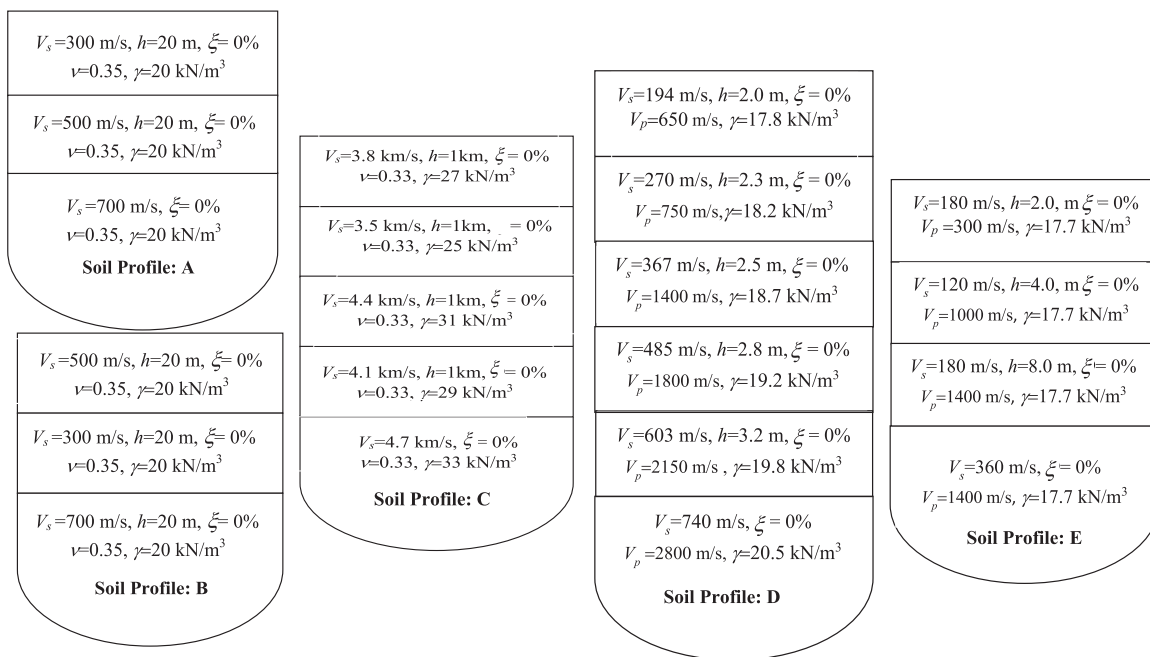 Vs=300 m/s, h=20 m, ξ= 0%
ν=0.35, γ=20 kN/m³
Vs=500 m/s, h=20 m, ξ= 0%
ν=0.35, γ=20 kN/m³
Vs=700 m/s, ξ= 0%
ν=0.35, γ=20 kN/m³
Soil Profile: A
Vs=500 m/s, h=20 m, ξ= 0%
ν=0.35, γ=20 kN/m³
Vs=300 m/s, h=20 m, ξ= 0%
ν=0.35, γ=20 kN/m³
Vs=700 m/s, h=20 m, ξ= 0%
ν=0.35, γ=20 kN/m³
Soil Profile: B
Vs=3.8 km/s, h=1km, ξ = 0%
ν=0.33, γ=27 kN/m³
Vs=3.5 km/s, h=1km, = 0%
ν=0.33, γ=25 kN/m³
Vs=4.4 km/s, h=1km, ξ = 0%
ν=0.33, γ=31 kN/m³
Vs=4.1 km/s, h=1km, ξ = 0%
ν=0.33, γ=29 kN/m³
Vs=4.7 km/s, ξ = 0%
ν=0.33, γ=33 kN/m³
Soil Profile: C
Vs=194 m/s, h=2.0 m, ξ = 0%
Vp=650 m/s, γ=17.8 kN/m³
Vs=270 m/s, h=2.3 m, ξ = 0%
Vp=750 m/s,γ=18.2 kN/m³
Vs=367 m/s, h=2.5 m, ξ = 0%
Vp=1400 m/s, γ=18.7 kN/m³
Vs=485 m/s, h=2.8 m, ξ = 0%
Vp=1800 m/s, γ=19.2 kN/m³
Vs=603 m/s, h=3.2 m, ξ = 0%
Vp=2150 m/s , γ=19.8 kN/m³
Vs=740 m/s, ξ = 0%
Vp=2800 m/s, γ=20.5 kN/m³
Soil Profile: D
Vs=180 m/s, h=2.0, m ξ = 0%
Vp =300 m/s, γ=17.7 kN/m³
Vs=120 m/s, h=4.0, m ξ = 0%
Vp=1000 m/s, γ=17.7 kN/m³
Vs=180 m/s, h=8.0 m, ξ = 0%
Vp=1400 m/s, γ=17.7 kN/m³
Vs=360 m/s, ξ = 0%
Vp=1400 m/s, γ=17.7 kN/m³
Soil Profile: E